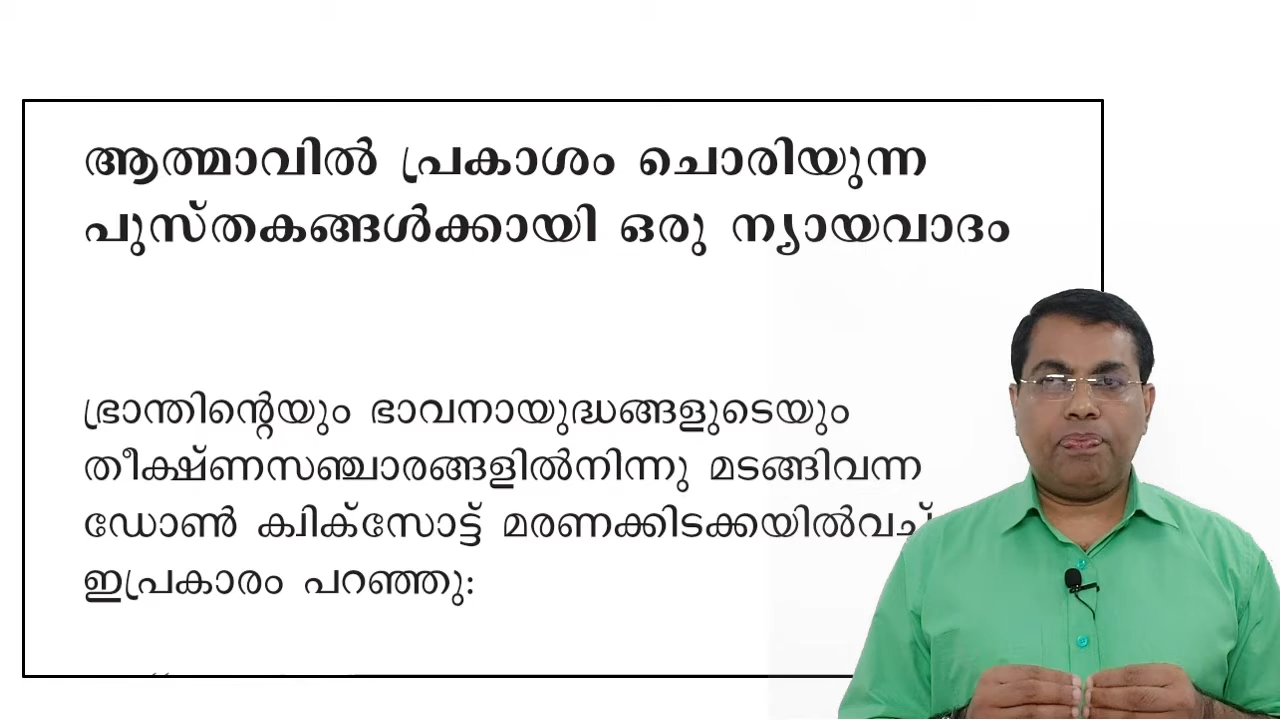 ആത്മാവിൽ പ്രകാശം ചൊരിയുന്ന
പുസ്തകങ്ങൾക്കായി ഒരു ന്യായവാദം
ഭ്രാന്തിന്റെയും ഭാവനായുദ്ധങ്ങളുടെയും
തീക്ഷ്ണസഞ്ചാരങ്ങളിൽനിന്നു മടങ്ങിവന്ന
ഡോൺ ക്വിക്സോട്ട് മരണക്കിടക്കയിൽവച്
ഇപ്രകാരം പറഞ്ഞു: